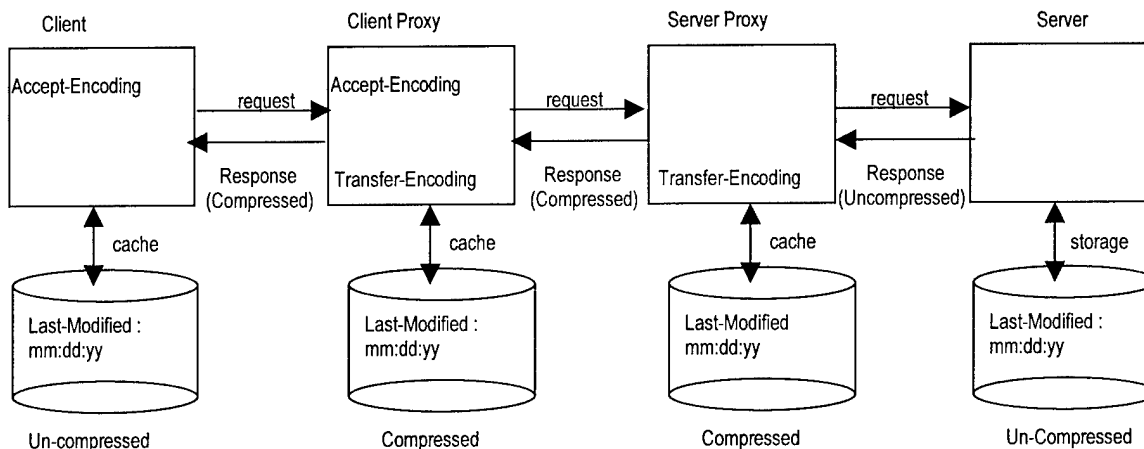 Client
Client Proxy
Server Proxy
Server
Accept-Encoding
request
Accept-Encoding
request
request
Response
(Compressed)
Transfer-Encoding
Response
(Compressed)
Transfer-Encoding
Response
(Uncompressed)
cache
cache
cache
storage
Last-Modified :
mm:dd:yy
Last-Modified :
mm:dd:yy
Last-Modified
mm:dd:yy
Last-Modified :
mm:dd:yy
Un-compressed
Compressed
Compressed
Un-Compressed